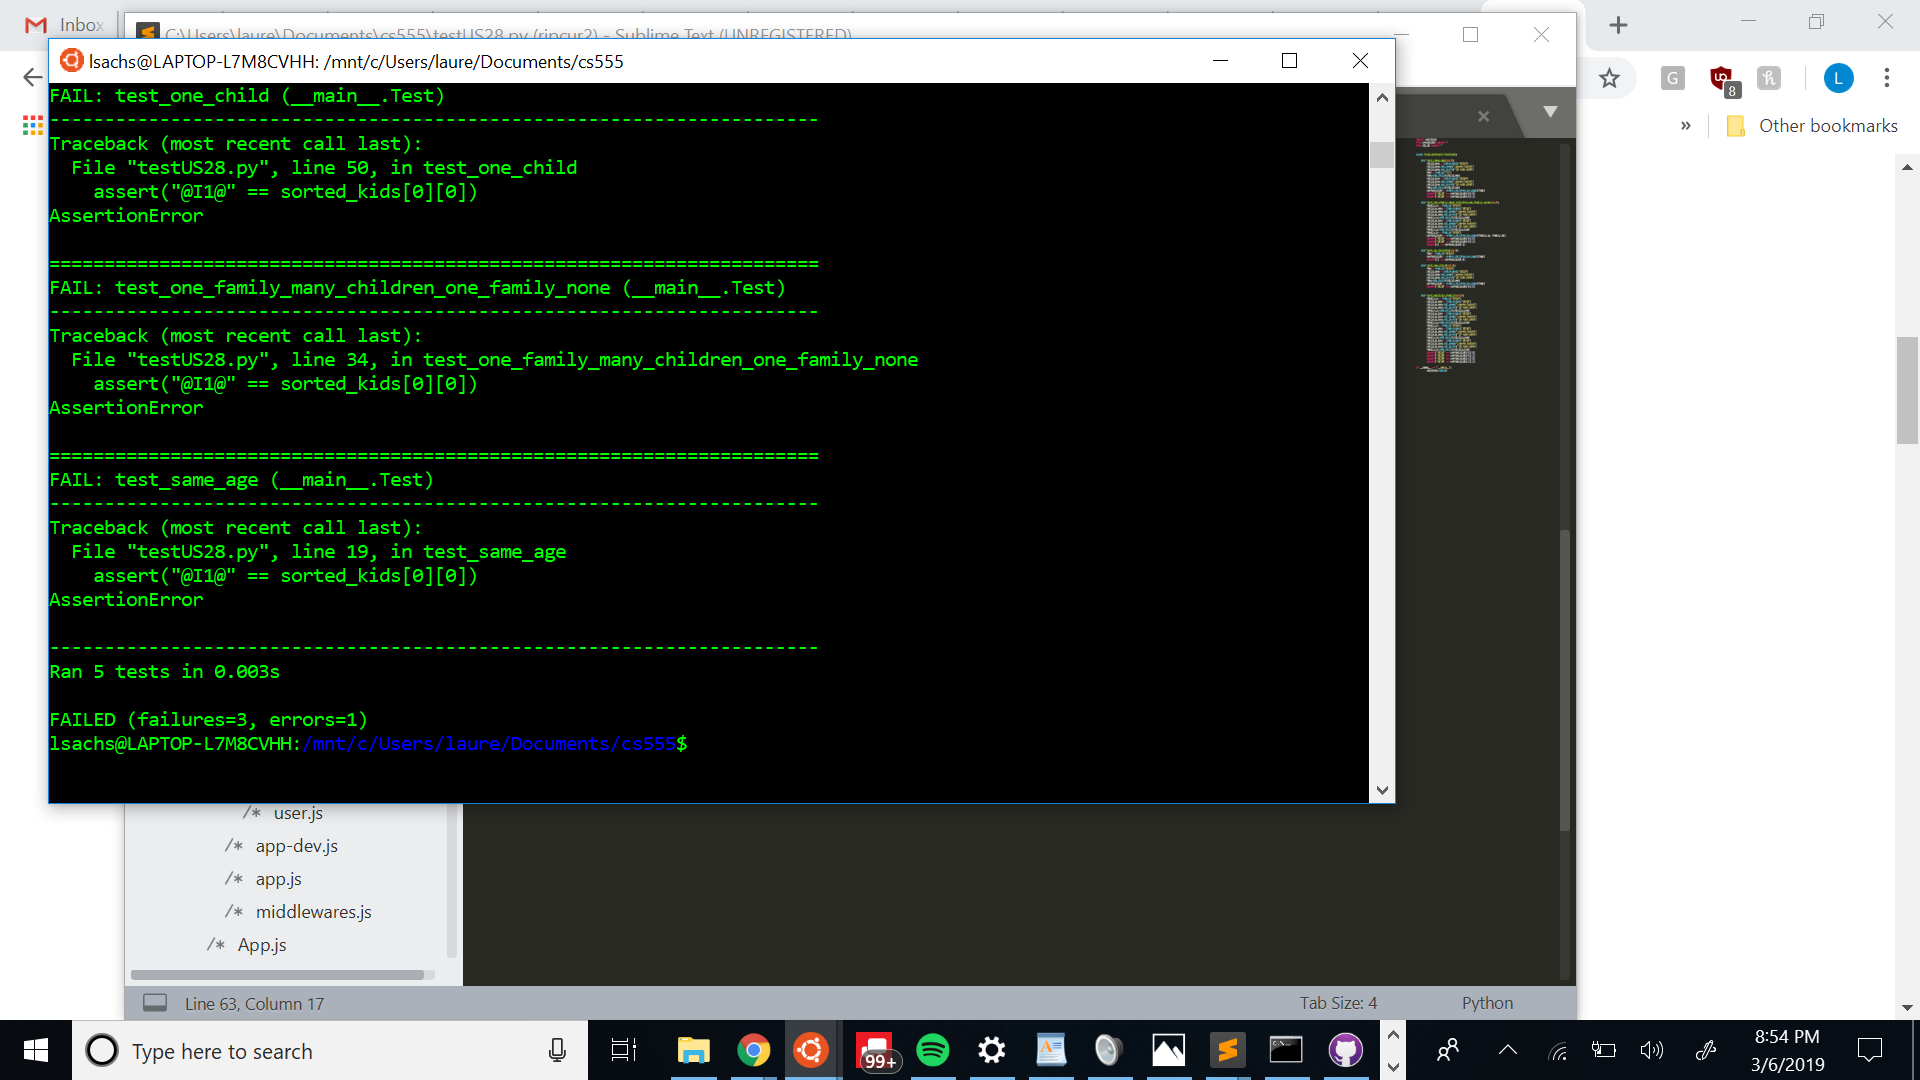 Inbox
C:\Users\laure\Documents\cs555\testUS28.py (ripcur2) - Sublime Text (UNREGISTERED)
lsachs@LAPTOP-L7M8CVHH: /mnt/c/Users/laure/Documents/cs555
G
8
L
» Other bookmarks
FAIL: test_one_child (__main__.Test)
----------------------------------------------------------------------
Traceback (most recent call last):
  File "testUS28.py", line 50, in test_one_child
    assert("@I1@" == sorted_kids[0][0])
AssertionError
======================================================================
FAIL: test_one_family_many_children_one_family_none (__main__.Test)
----------------------------------------------------------------------
Traceback (most recent call last):
  File "testUS28.py", line 34, in test_one_family_many_children_one_family_none
    assert("@I1@" == sorted_kids[0][0])
AssertionError
======================================================================
FAIL: test_same_age (__main__.Test)
----------------------------------------------------------------------
Traceback (most recent call last):
  File "testUS28.py", line 19, in test_same_age
    assert("@I1@" == sorted_kids[0][0])
AssertionError
----------------------------------------------------------------------
Ran 5 tests in 0.003s
FAILED (failures=3, errors=1)
lsachs@LAPTOP-L7M8CVHH:/mnt/c/Users/laure/Documents/cs555$
/* user.js
/* app-dev.js
/* app.js
/* middlewares.js
/* App.js
Line 63, Column 17
Tab Size: 4
Python
Type here to search
99+
8:54 PM
3/6/2019